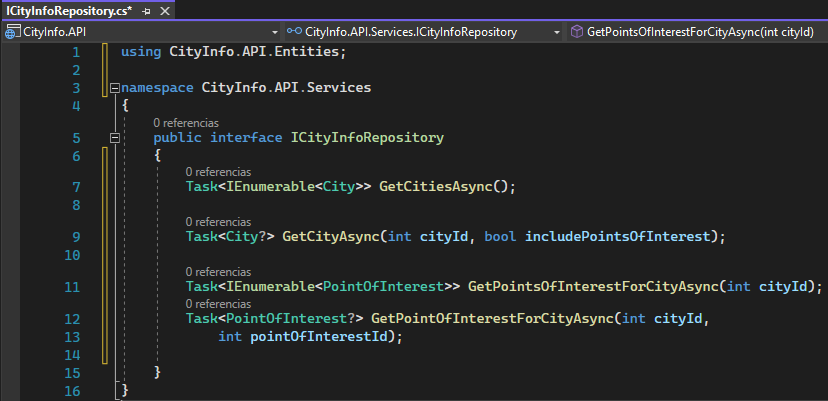 ICityInfoRepository.cs*
CityInfo.API
CityInfo.API.Services.ICityInfoRepository
GetPointsOfInterestForCityAsync(int cityId)
1 using CityInfo.API.Entities;
2
3 namespace CityInfo.API.Services
4 {
0 referencias
5 public interface ICityInfoRepository
6 {
0 referencias
7 Task<IEnumerable<City>> GetCitiesAsync();
8
0 referencias
9 Task<City?> GetCityAsync(int cityId, bool includePointsOfInterest);
10
0 referencias
11 Task<IEnumerable<PointOfInterest>> GetPointsOfInterestForCityAsync(int cityId);
0 referencias
12 Task<PointOfInterest?> GetPointOfInterestForCityAsync(int cityId,
13 int pointOfInterestId);
14
15 }
16 }